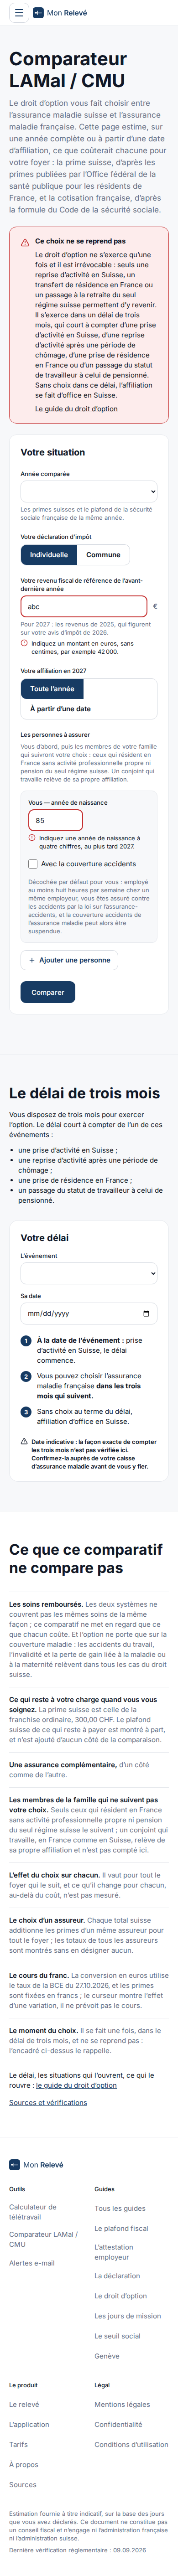 Mon Relevé
Comparateur
LAMal / CMU
Le droit d’option vous fait choisir entre
l’assurance maladie suisse et l’assurance
maladie française. Cette page estime, sur
une année complète ou à partir d’une date
d’affiliation, ce que coûterait chacune pour
votre foyer : la prime suisse, d’après les
primes publiées par l’Office fédéral de la
santé publique pour les résidents de
France, et la cotisation française, d’après
la formule du Code de la sécurité sociale.
Ce choix ne se reprend pas
Le droit d’option ne s’exerce qu’une
fois et il est irrévocable : seuls une
reprise d’activité en Suisse, un
transfert de résidence en France ou
un passage à la retraite du seul
régime suisse permettent d’y revenir.
Il s’exerce dans un délai de trois
mois, qui court à compter d’une prise
d’activité en Suisse, d’une reprise
d’activité après une période de
chômage, d’une prise de résidence
en France ou d’un passage du statut
de travailleur à celui de pensionné.
Sans choix dans ce délai, l’affiliation
se fait d’office en Suisse.
Le guide du droit d’option
Votre situation
Année comparée
Les primes suisses et le plafond de la sécurité
sociale française de la même année.
Votre déclaration d’impôt
Individuelle
Commune
Votre revenu fiscal de référence de l’avant-
dernière année
abc
€
Pour 2027 : les revenus de 2025, qui figurent
sur votre avis d’impôt de 2026.
Indiquez un montant en euros, sans
centimes, par exemple 42 000.
Votre affiliation en 2027
Toute l’année
À partir d’une date
Les personnes à assurer
Vous d’abord, puis les membres de votre famille
qui suivront votre choix : ceux qui résident en
France sans activité professionnelle propre ni
pension du seul régime suisse. Un conjoint qui
travaille relève de sa propre affiliation.
Vous — année de naissance
85
Indiquez une année de naissance à
quatre chiffres, au plus tard 2027.
Avec la couverture accidents
Décochée par défaut pour vous : employé
au moins huit heures par semaine chez un
même employeur, vous êtes assuré contre
les accidents par la loi sur l’assurance-
accidents, et la couverture accidents de
l’assurance maladie peut alors être
suspendue.
Ajouter une personne
Comparer
Le délai de trois mois
Vous disposez de trois mois pour exercer
l’option. Le délai court à compter de l’un de ces
événements :
une prise d’activité en Suisse ;
une reprise d’activité après une période de
chômage ;
une prise de résidence en France ;
un passage du statut de travailleur à celui de
pensionné.
Votre délai
L’événement
Sa date
mm/dd/yyyy
1 À la date de l’événement : prise
d’activité en Suisse, le délai
commence.
2 Vous pouvez choisir l’assurance
maladie française dans les trois
mois qui suivent.
3 Sans choix au terme du délai,
affiliation d’office en Suisse.
Date indicative : la façon exacte de compter
les trois mois n’est pas vérifiée ici.
Confirmez-la auprès de votre caisse
d’assurance maladie avant de vous y fier.
Ce que ce comparatif
ne compare pas
Les soins remboursés. Les deux systèmes ne
couvrent pas les mêmes soins de la même
façon ; ce comparatif ne met en regard que ce
que chacun coûte. Et l’option ne porte que sur la
couverture maladie : les accidents du travail,
l’invalidité et la perte de gain liée à la maladie ou
à la maternité relèvent dans tous les cas du droit
suisse.
Ce qui reste à votre charge quand vous vous
soignez. La prime suisse est celle de la
franchise ordinaire, 300,00 CHF. Le plafond
suisse de ce qui reste à payer est montré à part,
et n’est ajouté d’aucun côté de la comparaison.
Une assurance complémentaire, d’un côté
comme de l’autre.
Les membres de la famille qui ne suivent pas
votre choix. Seuls ceux qui résident en France
sans activité professionnelle propre ni pension
du seul régime suisse le suivent ; un conjoint qui
travaille, en France comme en Suisse, relève de
sa propre affiliation et n’est pas compté ici.
L’effet du choix sur chacun. Il vaut pour tout le
foyer qui le suit, et ce qu’il change pour chacun,
au-delà du coût, n’est pas mesuré.
Le choix d’un assureur. Chaque total suisse
additionne les primes d’un même assureur pour
tout le foyer ; les totaux de tous les assureurs
sont montrés sans en désigner aucun.
Le cours du franc. La conversion en euros utilise
le taux de la BCE du 27.10.2026, et les primes
sont fixées en francs ; le curseur montre l’effet
d’une variation, il ne prévoit pas le cours.
Le moment du choix. Il se fait une fois, dans le
délai de trois mois, et ne se reprend pas :
l’encadré ci-dessus le rappelle.
Le délai, les situations qui l’ouvrent, ce qui le
rouvre : le guide du droit d’option
Sources et vérifications
Mon Relevé
Outils
Calculateur de
télétravail
Comparateur LAMal /
CMU
Alertes e-mail
Guides
Tous les guides
Le plafond fiscal
L’attestation
employeur
La déclaration
Le droit d’option
Les jours de mission
Le seuil social
Genève
Le produit
Le relevé
L’application
Tarifs
À propos
Sources
Légal
Mentions légales
Confidentialité
Conditions d’utilisation
Estimation fournie à titre indicatif, sur la base des jours
que vous avez déclarés. Ce document ne constitue pas
un conseil fiscal et n’engage ni l’administration française
ni l’administration suisse.
Dernière vérification réglementaire : 09.09.2026